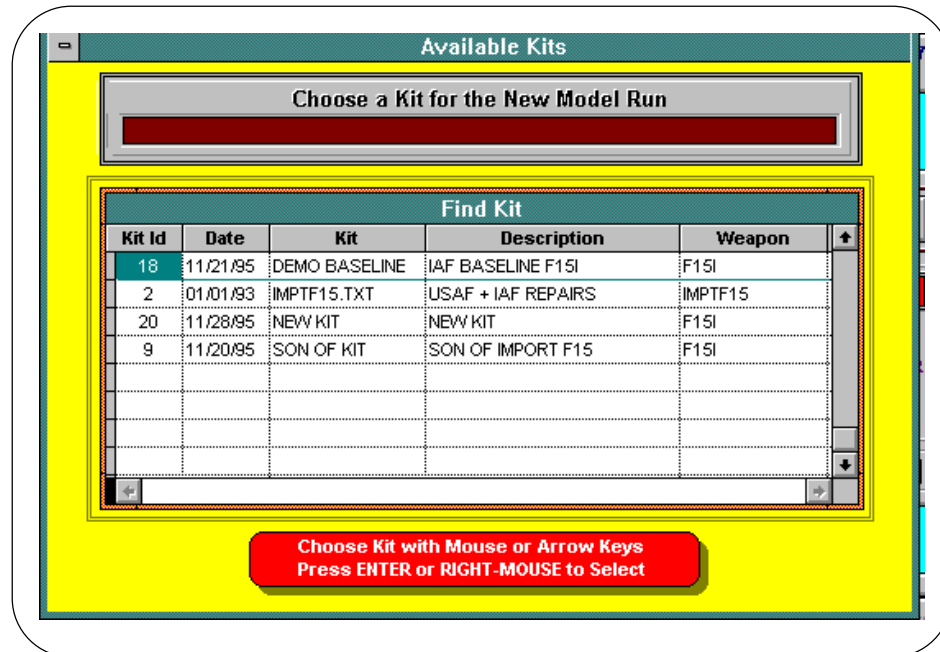 Available Kits
Choose a Kit for the New Model Run
Find Kit
Kit Id Date Kit Description Weapon
18 11/21/95 DEMO BASELINE IAF BASELINE F15I F15I
2 01/01/93 IMPTF15.TXT USAF + IAF REPAIRS IMPTF15
20 11/28/95 NEW KIT NEW KIT F15I
9 11/20/95 SON OF KIT SON OF IMPORT F15 F15I
Choose Kit with Mouse or Arrow Keys
Press ENTER or RIGHT-MOUSE to Select